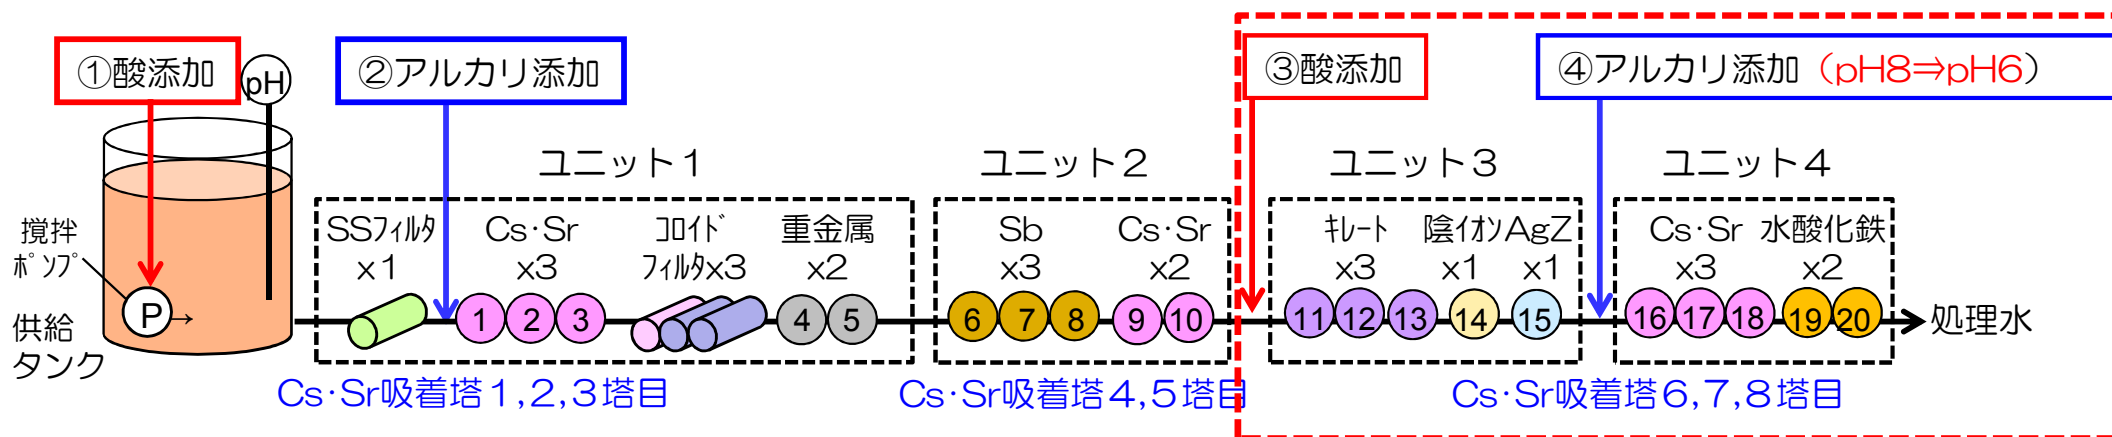 ①酸添加
pH
②アルカリ添加
③酸添加
④アルカリ添加（pH8⇒pH6）
ユニット１
ユニット２
ユニット３
ユニット４
攪拌
ﾎﾟﾝﾌﾟ
P→
供給
タンク
SSﾌｨﾙﾀ
x1
Cs･Sr
x3
ｺﾛｲﾄﾞ
ﾌｨﾙﾀx3
重金属
x2
Sb
x3
Cs･Sr
x2
ｷﾚｰﾄ
x3
陰ｲｵﾝ
x1
AgZ
x1
Cs･Sr
x3
水酸化鉄
x2
1 2 3 4 5 6 7 8 9 10 11 12 13 14 15 16 17 18 19 20
処理水
Cs･Sr吸着塔１,２,３塔目
Cs･Sr吸着塔４,５塔目
Cs･Sr吸着塔６,７,８塔目